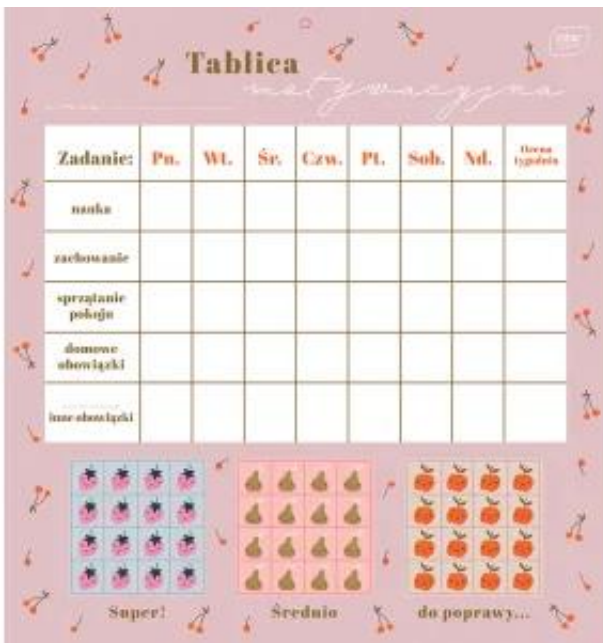 Tablica
motywacyjna
Zadanie: Pn. Wt. Śr. Czw. Pt. Sob. Nd. Ocena
tygodnia
nauka
zachowanie
sprzątanie
pokoju
domowe
obowiązki
inne obowiązki
Super! Średnio do poprawy...